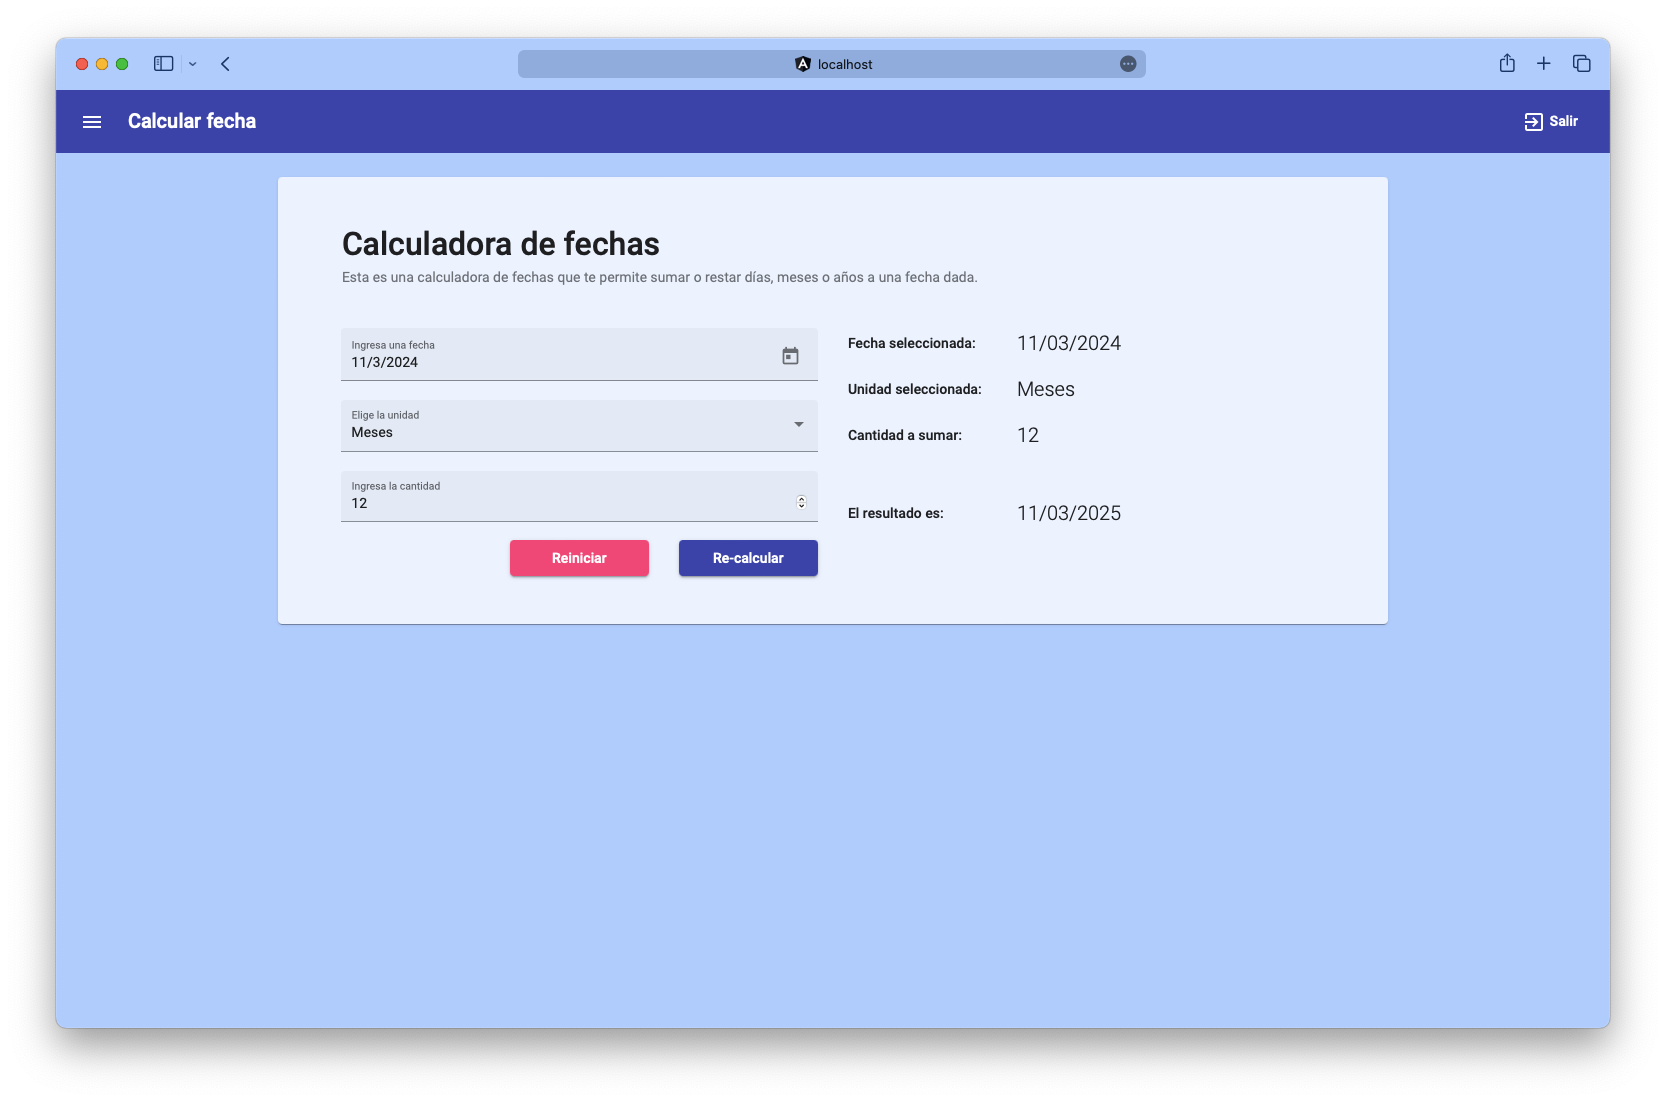 localhost
Calcular fecha
Salir
Calculadora de fechas
Esta es una calculadora de fechas que te permite sumar o restar días, meses o años a una fecha dada.
Ingresa una fecha
11/3/2024
Elige la unidad
Meses
Ingresa la cantidad
12
Reiniciar
Re-calcular
Fecha seleccionada: 11/03/2024
Unidad seleccionada: Meses
Cantidad a sumar: 12
El resultado es: 11/03/2025